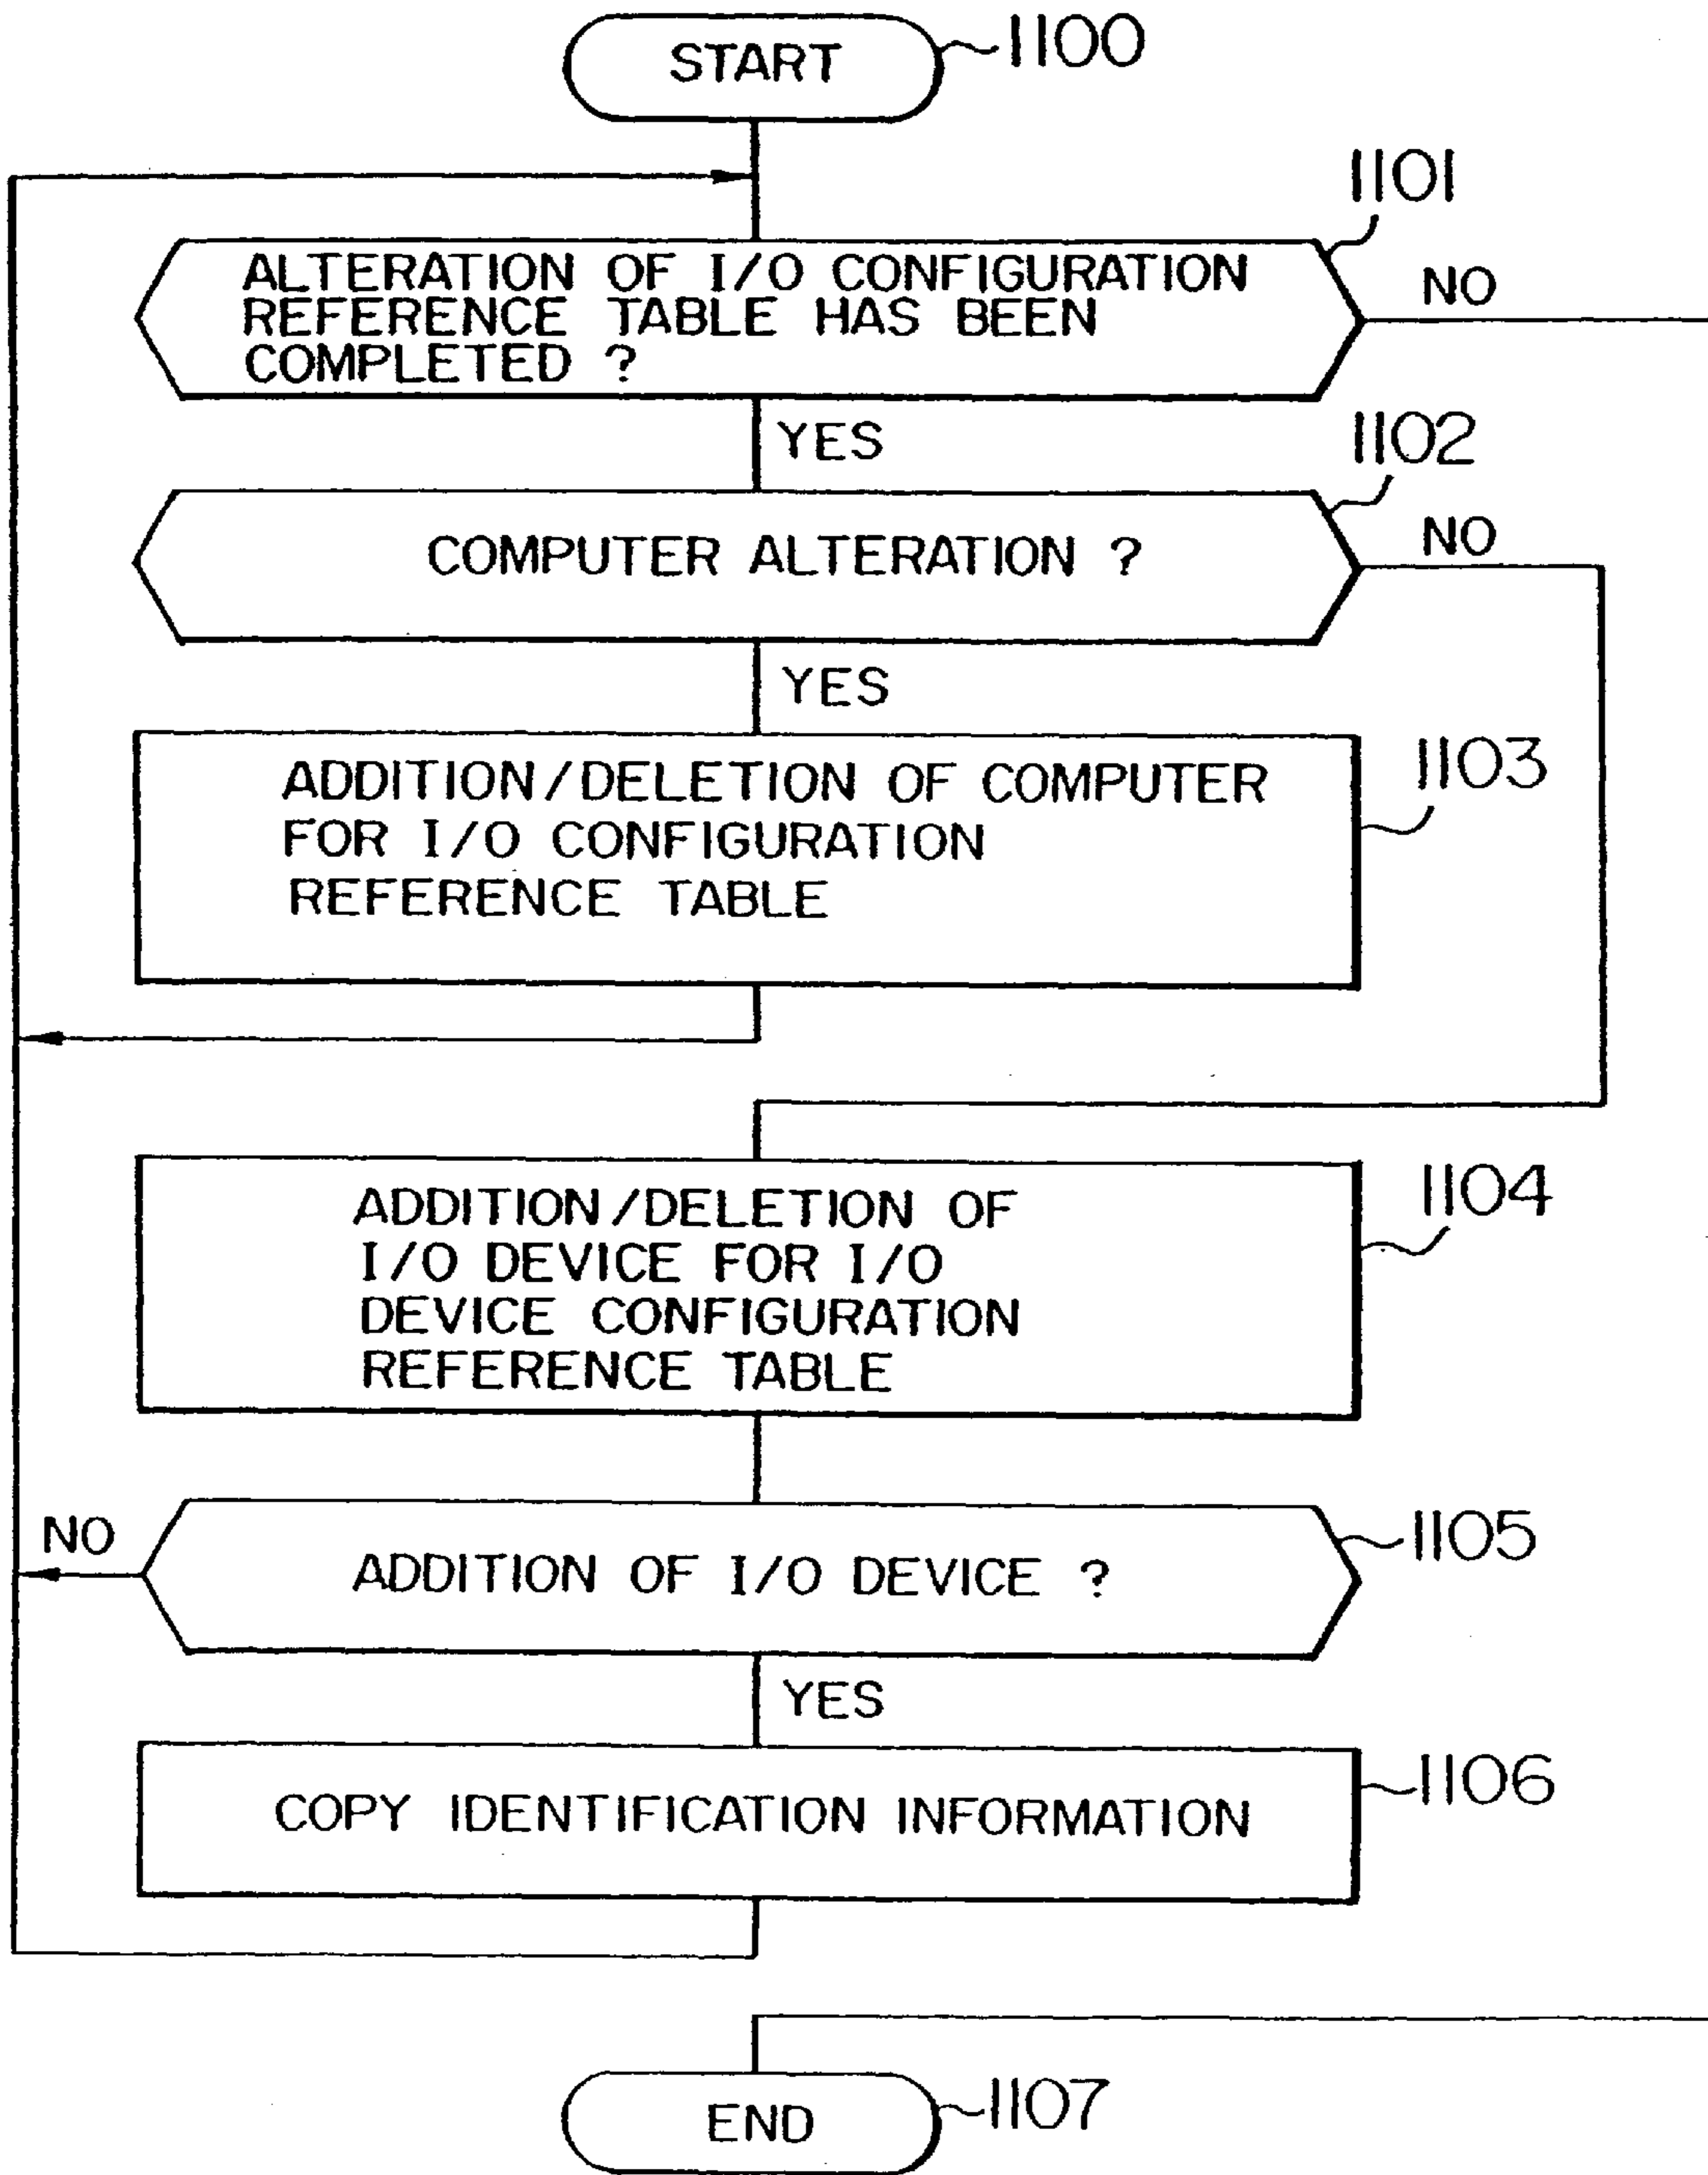 START
1100
1101
ALTERATION OF I/O CONFIGURATION
REFERENCE TABLE HAS BEEN
COMPLETED ?
NO
YES
1102
COMPUTER ALTERATION ?
NO
YES
1103
ADDITION/DELETION OF COMPUTER
FOR I/O CONFIGURATION
REFERENCE TABLE
1104
ADDITION/DELETION OF
I/O DEVICE FOR I/O
DEVICE CONFIGURATION
REFERENCE TABLE
NO
ADDITION OF I/O DEVICE ?
1105
YES
COPY IDENTIFICATION INFORMATION
1106
END
1107